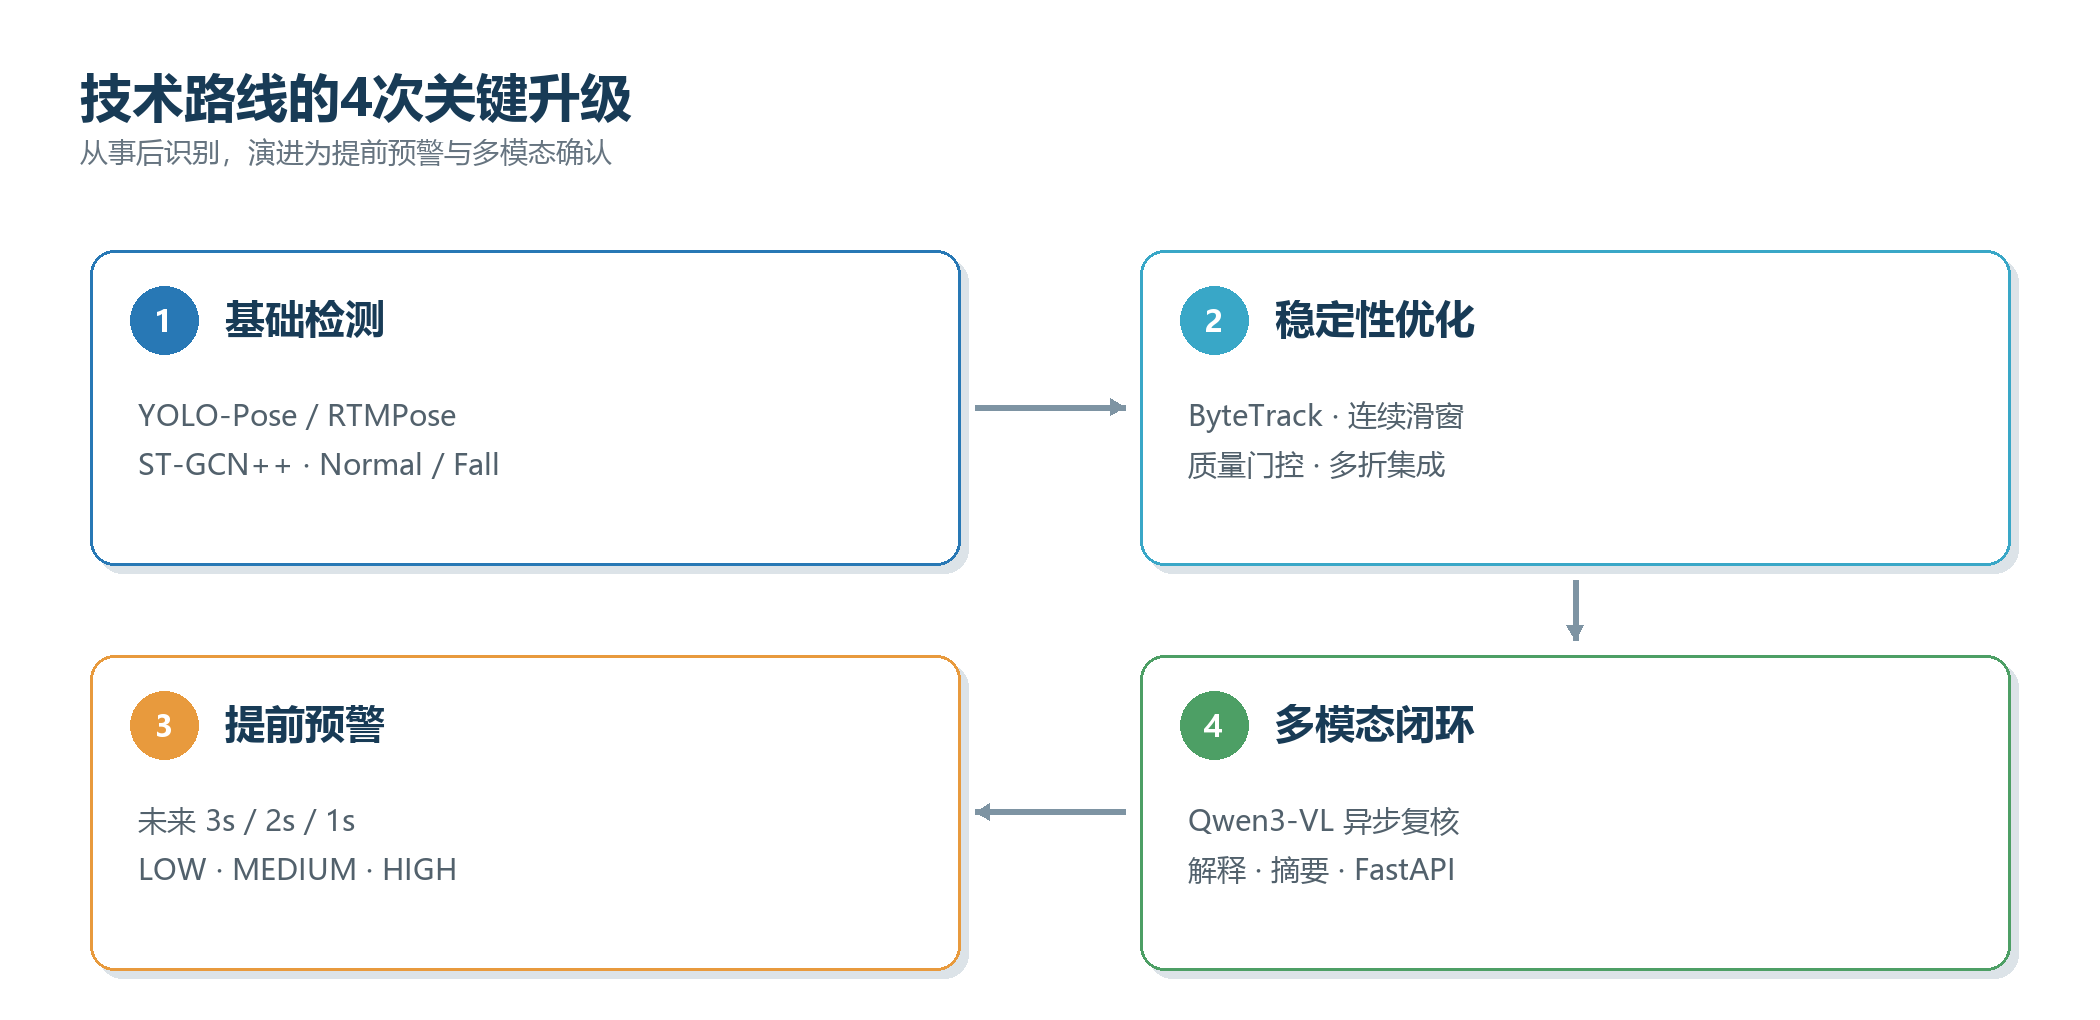 技术路线的4次关键升级
从事后识别，演进为提前预警与多模态确认
1 基础检测
YOLO-Pose / RTMPose
ST-GCN++ · Normal / Fall
2 稳定性优化
ByteTrack · 连续滑窗
质量门控 · 多折集成
3 提前预警
未来 3s / 2s / 1s
LOW · MEDIUM · HIGH
4 多模态闭环
Qwen3-VL 异步复核
解释 · 摘要 · FastAPI